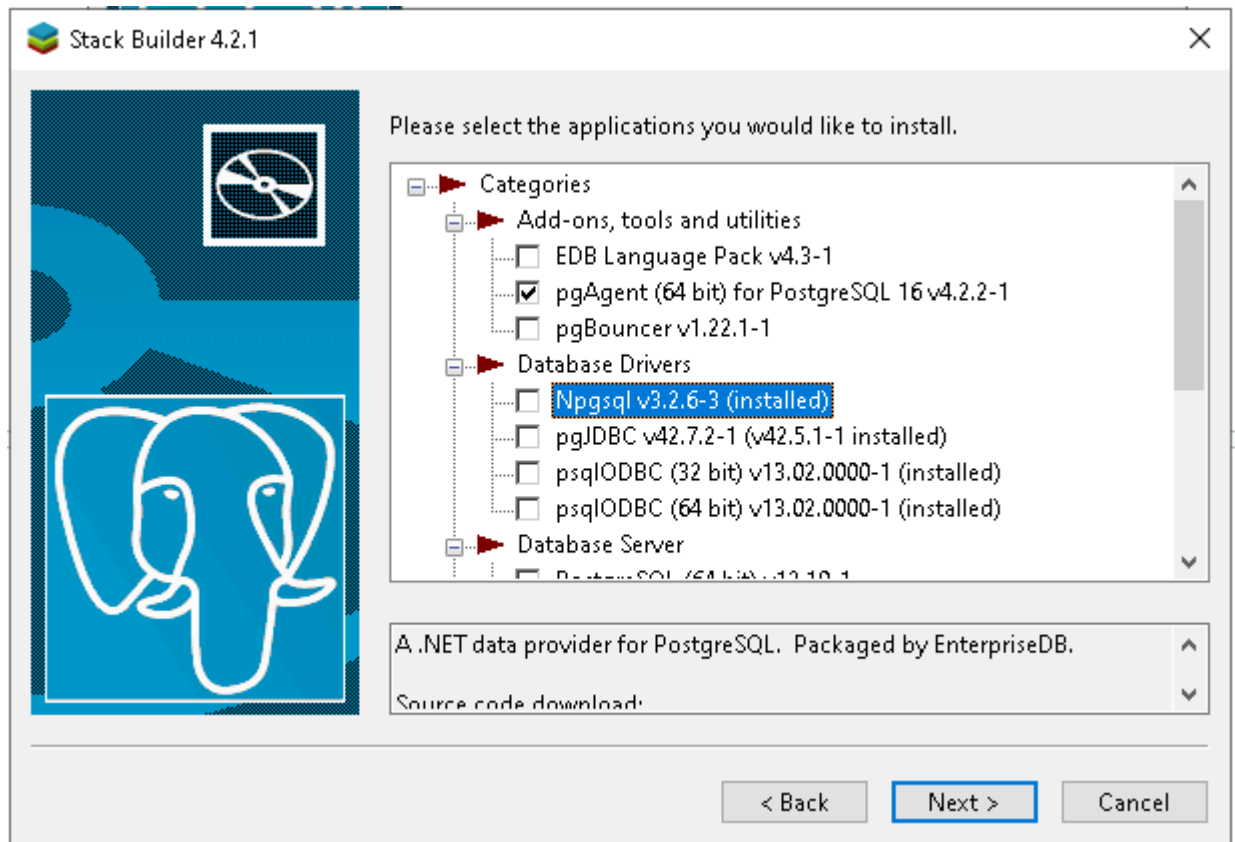 Stack Builder 4.2.1
Please select the applications you would like to install.
Categories
Add-ons, tools and utilities
EDB Language Pack v4.3-1
pgAgent (64 bit) for PostgreSQL 16 v4.2.2-1
pgBouncer v1.22.1-1
Database Drivers
Npgsql v3.2.6-3 (installed)
pgJDBC v42.7.2-1 (v42.5.1-1 installed)
psqlODBC (32 bit) v13.02.0000-1 (installed)
psqlODBC (64 bit) v13.02.0000-1 (installed)
Database Server
PostgreSQL (64 bit)
A .NET data provider for PostgreSQL. Packaged by EnterpriseDB.
Source code download:
< Back
Next >
Cancel